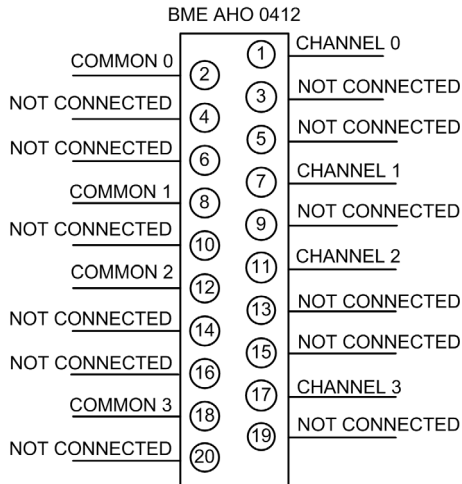 BME AHO 0412
1 CHANNEL 0
COMMON 0 2
3 NOT CONNECTED
NOT CONNECTED 4
5 NOT CONNECTED
NOT CONNECTED 6
7 CHANNEL 1
COMMON 1 8
9 NOT CONNECTED
NOT CONNECTED 10
11 CHANNEL 2
COMMON 2 12
13 NOT CONNECTED
NOT CONNECTED 14
15 NOT CONNECTED
NOT CONNECTED 16
17 CHANNEL 3
COMMON 3 18
19 NOT CONNECTED
NOT CONNECTED 20